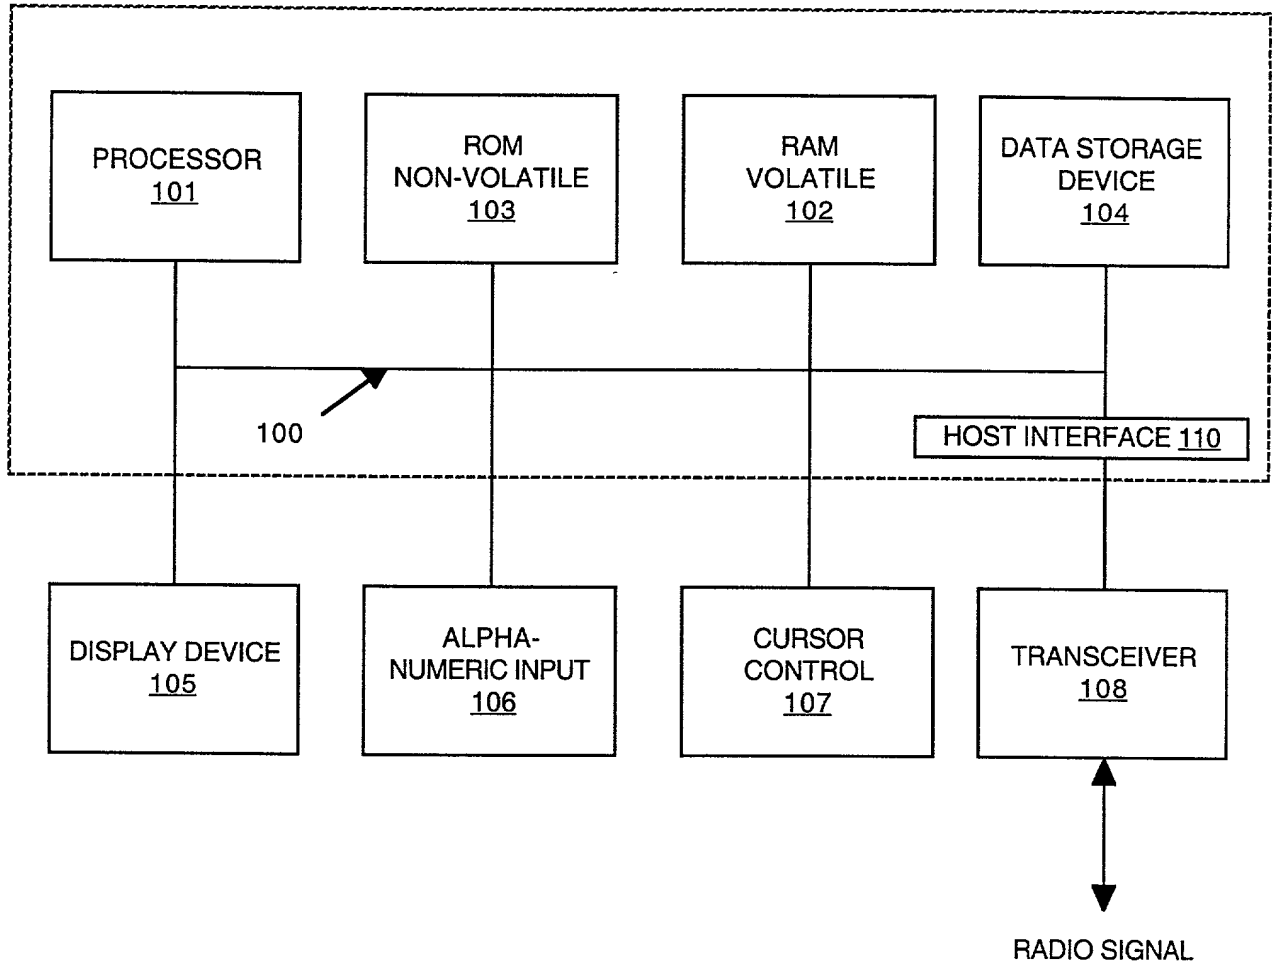 PROCESSOR
101
ROM
NON-VOLATILE
103
RAM
VOLATILE
102
DATA STORAGE
DEVICE
104
100
HOST INTERFACE 110
DISPLAY DEVICE
105
ALPHA-
NUMERIC INPUT
106
CURSOR
CONTROL
107
TRANSCEIVER
108
RADIO SIGNAL